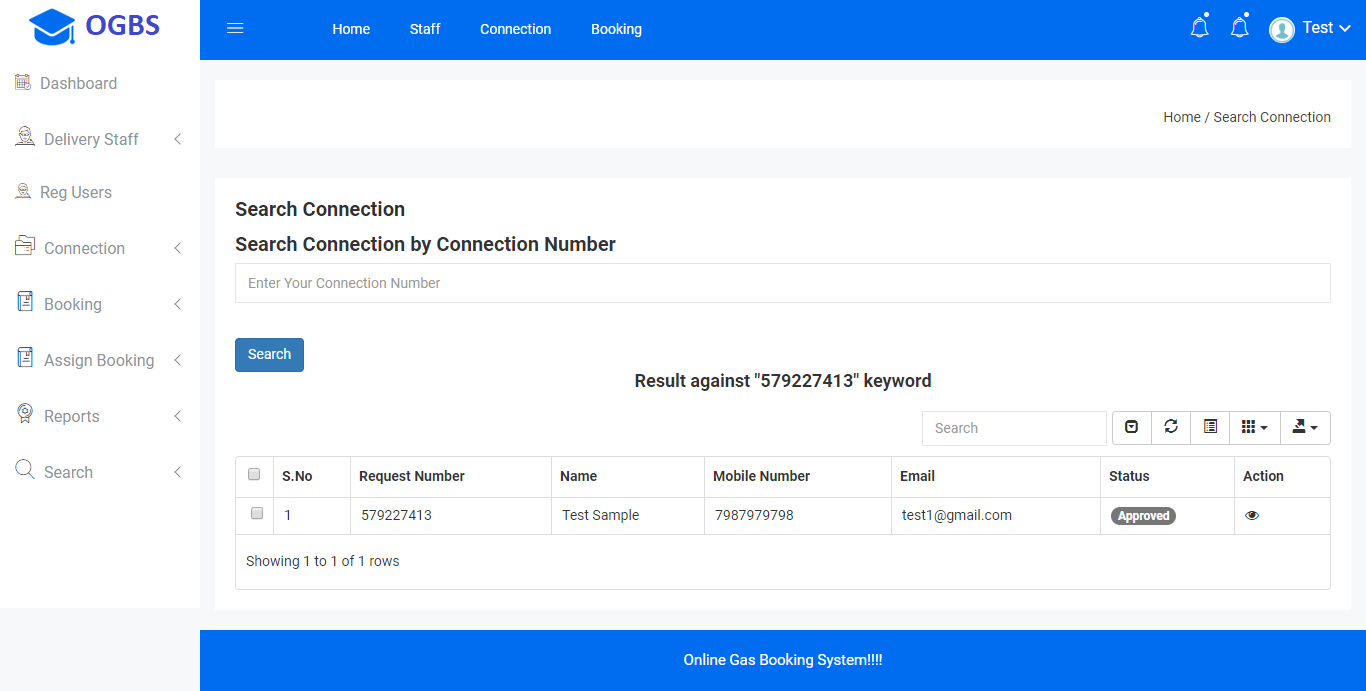 OGBS
Home Staff Connection Booking Test
Dashboard
Delivery Staff
Reg Users
Connection
Booking
Assign Booking
Reports
Search
Home / Search Connection
Search Connection
Search Connection by Connection Number
Enter Your Connection Number
Search
Result against "579227413" keyword
Search
S.No Request Number Name Mobile Number Email Status Action
1 579227413 Test Sample 7987979798 test1@gmail.com Approved
Showing 1 to 1 of 1 rows
Online Gas Booking System!!!!